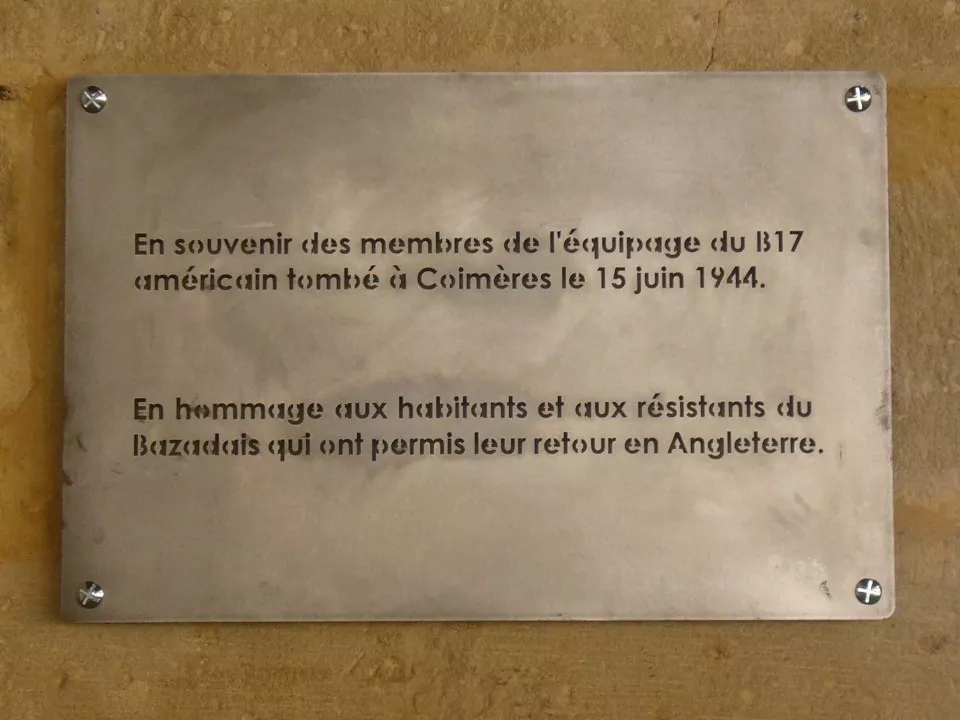 En souvenir des membres de l'équipage du B17
américain tombé à Coimères le 15 juin 1944.
En hommage aux habitants et aux résistants du
Bazadais qui ont permis leur retour en Angleterre.